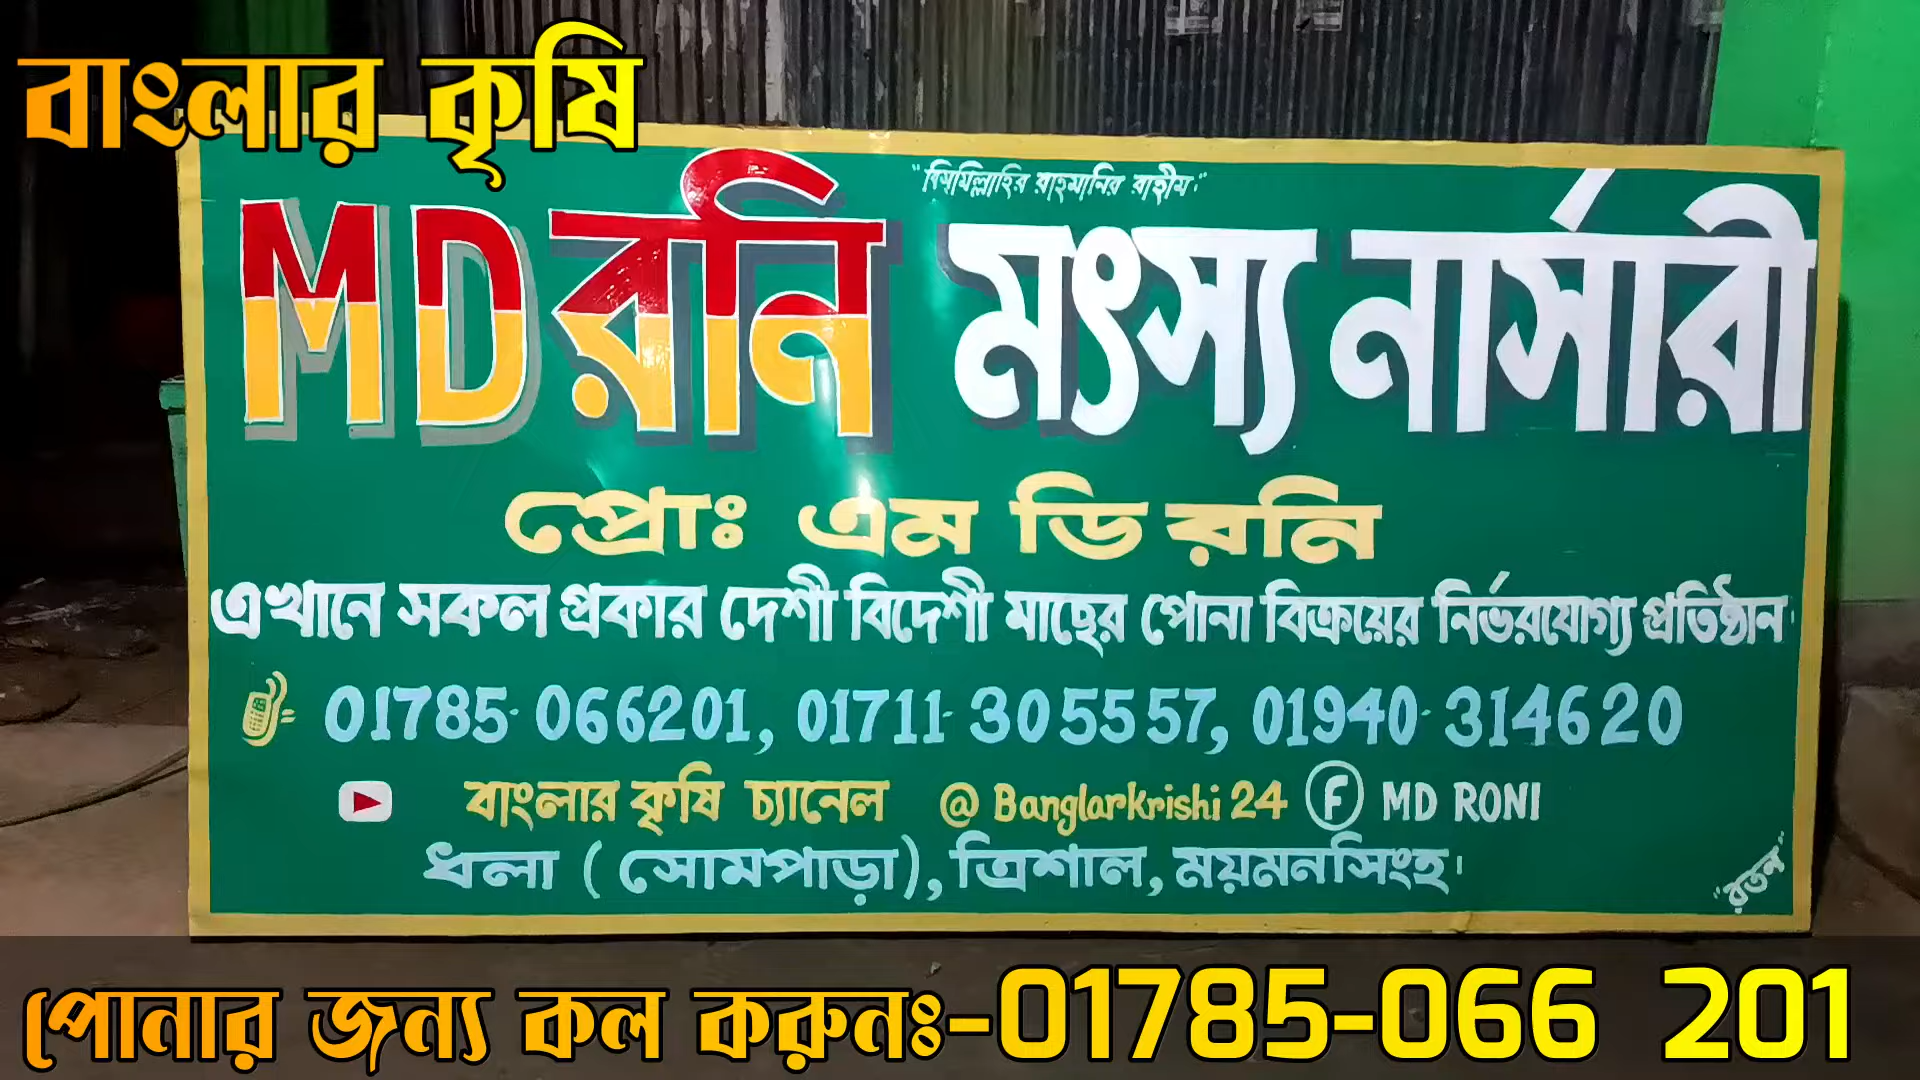 বাংলার কৃষি
"বিসমিল্লাহির রাহমানির রাহীম"
MD রনি মৎস্য নার্সারী
প্রোঃ এম ডি রনি
এখানে সকল প্রকার দেশী বিদেশী মাছের পোনা বিক্রয়ের নির্ভরযোগ্য প্রতিষ্ঠান।
01785-066201, 01711-305557, 01940-314620
বাংলার কৃষি চ্যানেল @Banglarkrishi24 F MD RONI
ধলা (সোমপাড়া), ত্রিশাল, ময়মনসিংহ।
"রতন"
পোনার জন্য কল করুনঃ-01785-066 201